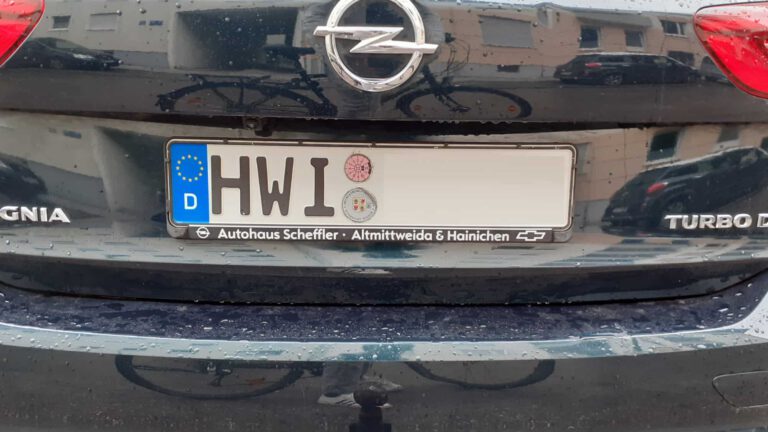 HWI
D
Autohaus Scheffler · Altmittweida & Hainichen
GNIA
TURBO D